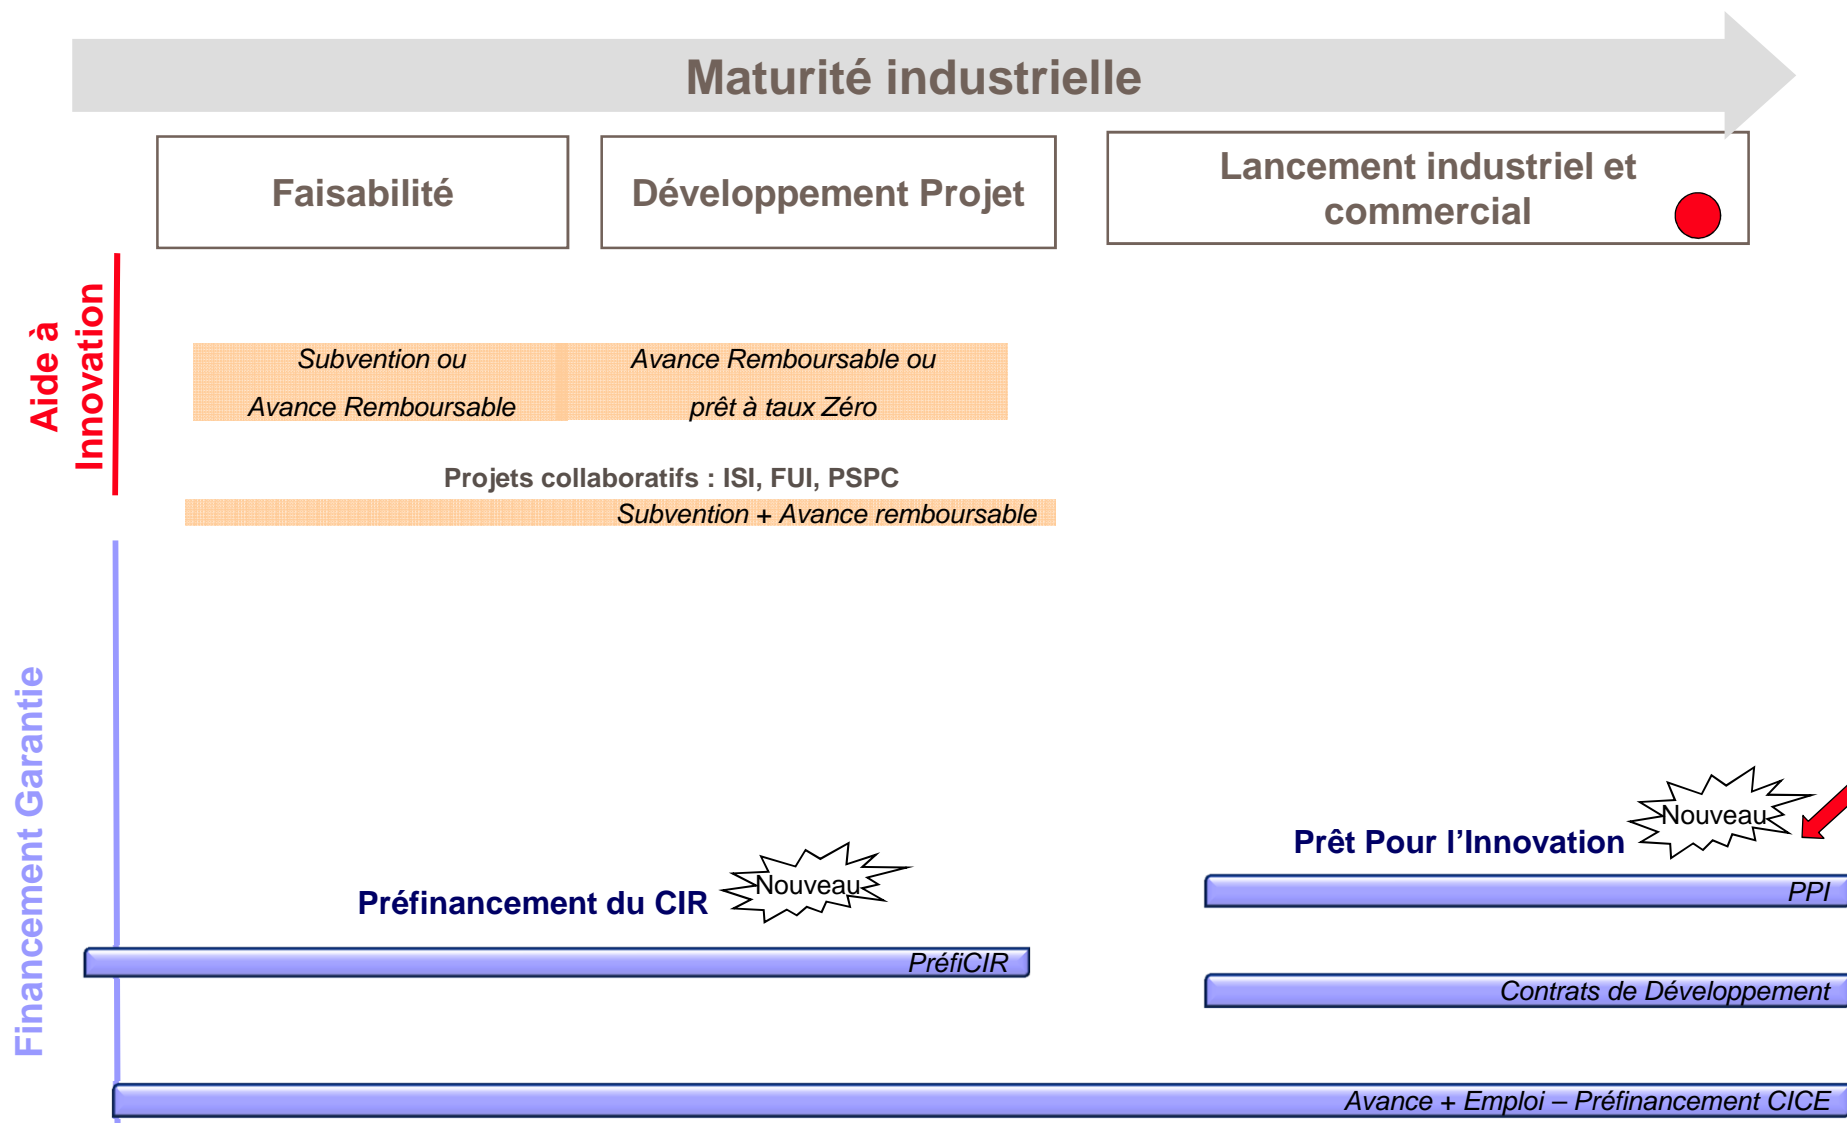 Maturité industrielle
Faisabilité
Développement Projet
Lancement industriel et
commercial
Aide à
Innovation
Subvention ou
Avance Remboursable
Avance Remboursable ou
prêt à taux Zéro
Projets collaboratifs : ISI, FUI, PSPC
Subvention + Avance remboursable
Financement Garantie
Nouveau
Prêt Pour l’Innovation
PPI
Nouveau
Préfinancement du CIR
PréfiCIR
Contrats de Développement
Avance + Emploi – Préfinancement CICE